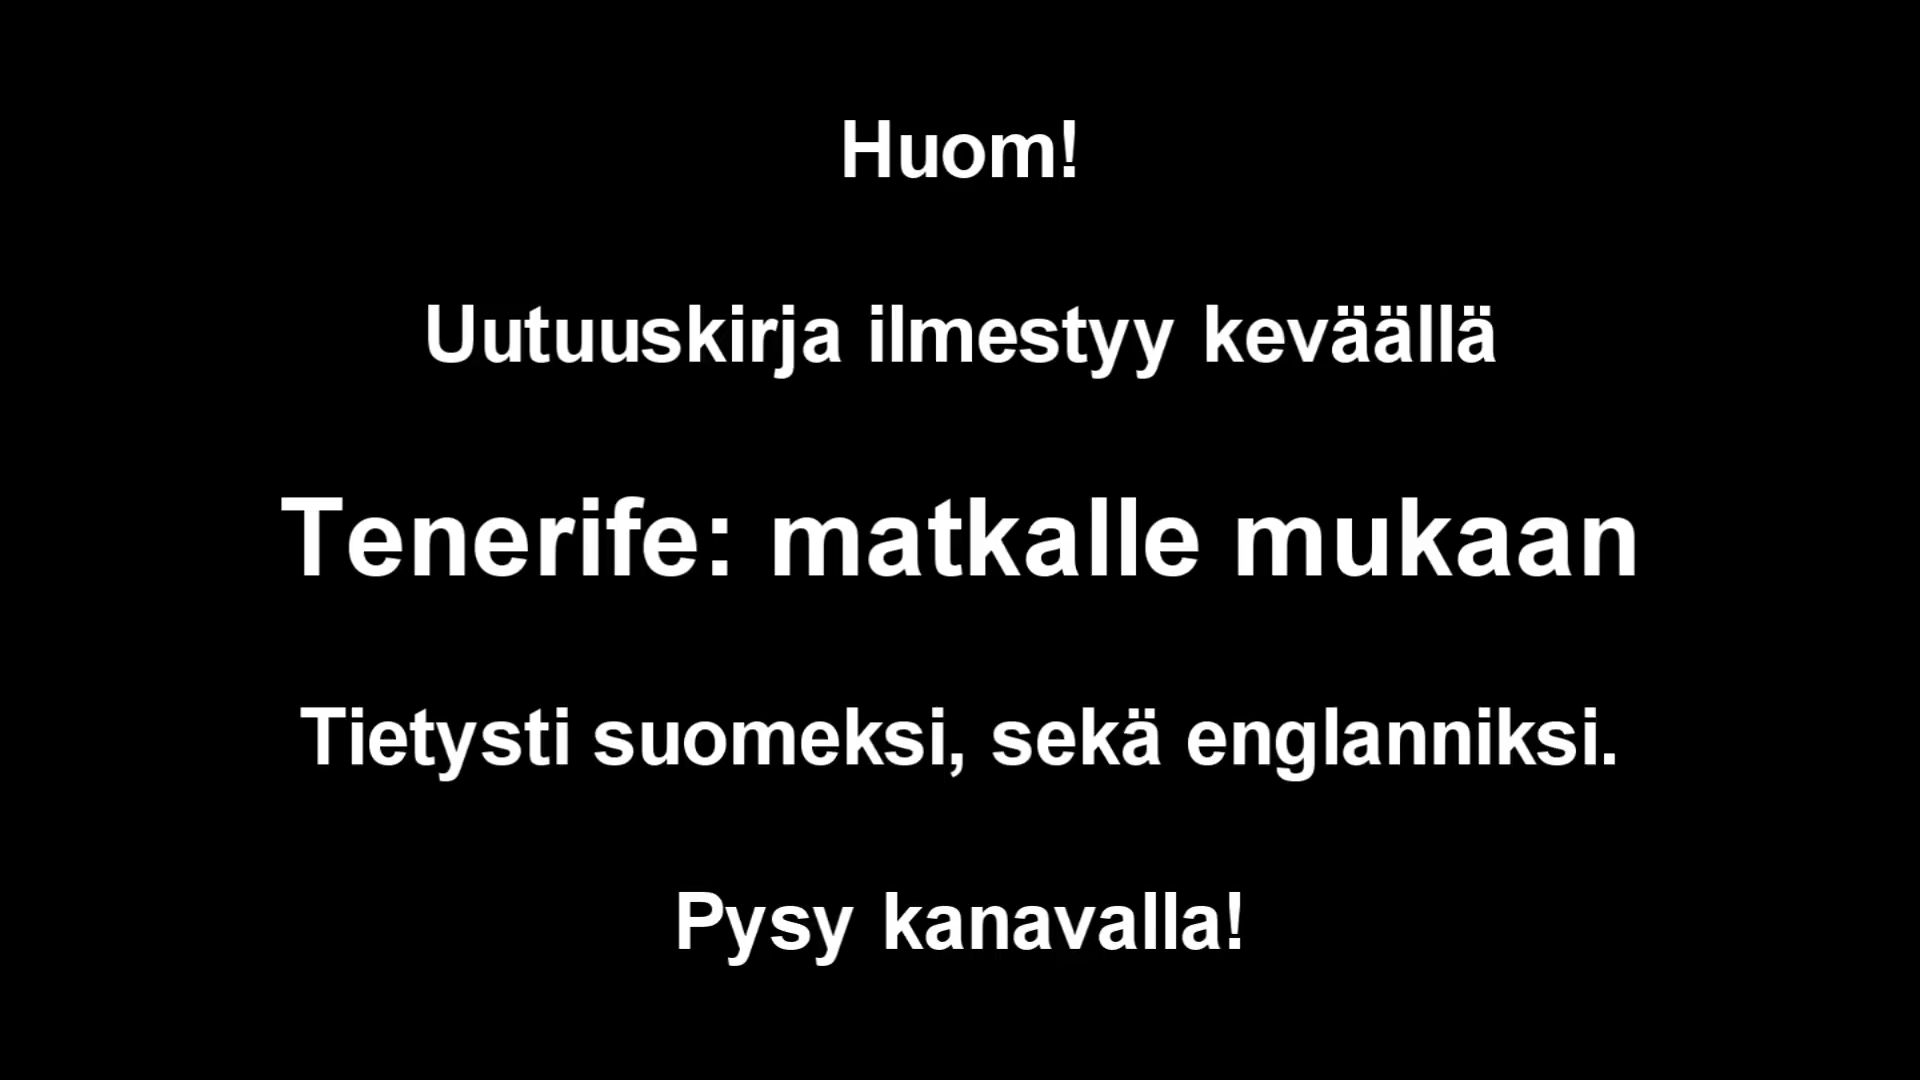 Huom!
Uutuuskirja ilmestyy keväällä
Tenerife: matkalle mukaan
Tietysti suomeksi, sekä englanniksi.
Pysy kanavalla!